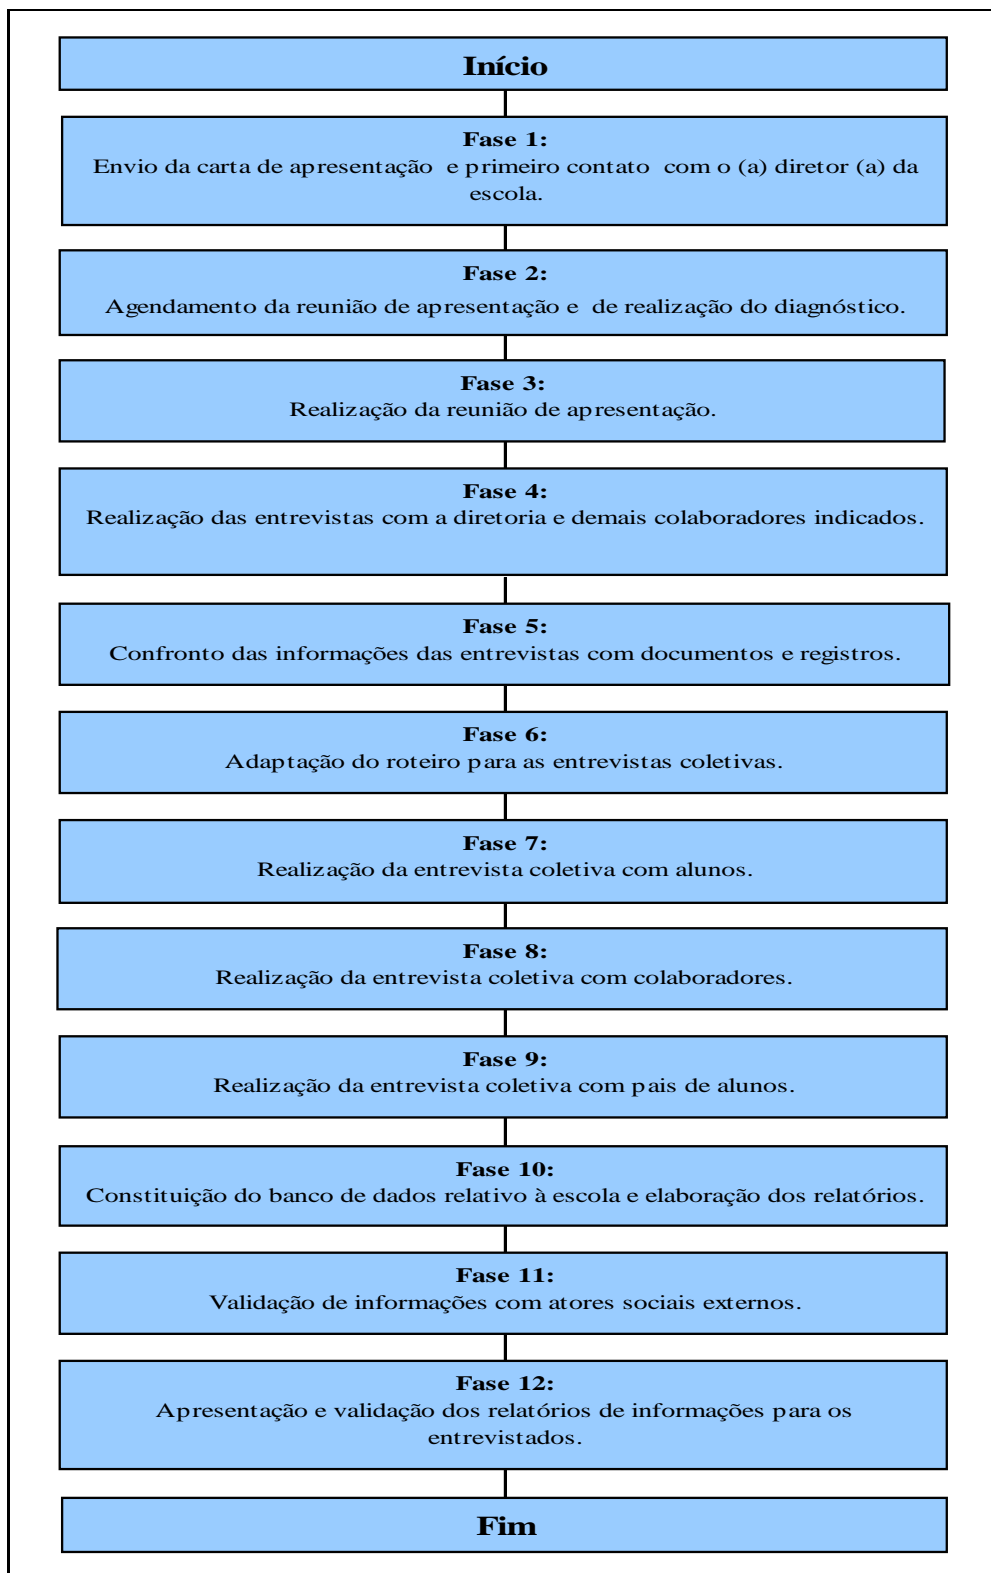 Início
Fase 1:
Envio da carta de apresentação e primeiro contato com o (a) diretor (a) da
escola.
Fase 2:
Agendamento da reunião de apresentação e de realização do diagnóstico.
Fase 3:
Realização da reunião de apresentação.
Fase 4:
Realização das entrevistas com a diretoria e demais colaboradores indicados.
Fase 5:
Confronto das informações das entrevistas com documentos e registros.
Fase 6:
Adaptação do roteiro para as entrevistas coletivas.
Fase 7:
Realização da entrevista coletiva com alunos.
Fase 8:
Realização da entrevista coletiva com colaboradores.
Fase 9:
Realização da entrevista coletiva com pais de alunos.
Fase 10:
Constituição do banco de dados relativo à escola e elaboração dos relatórios.
Fase 11:
Validação de informações com atores sociais externos.
Fase 12:
Apresentação e validação dos relatórios de informações para os
entrevistados.
Fim